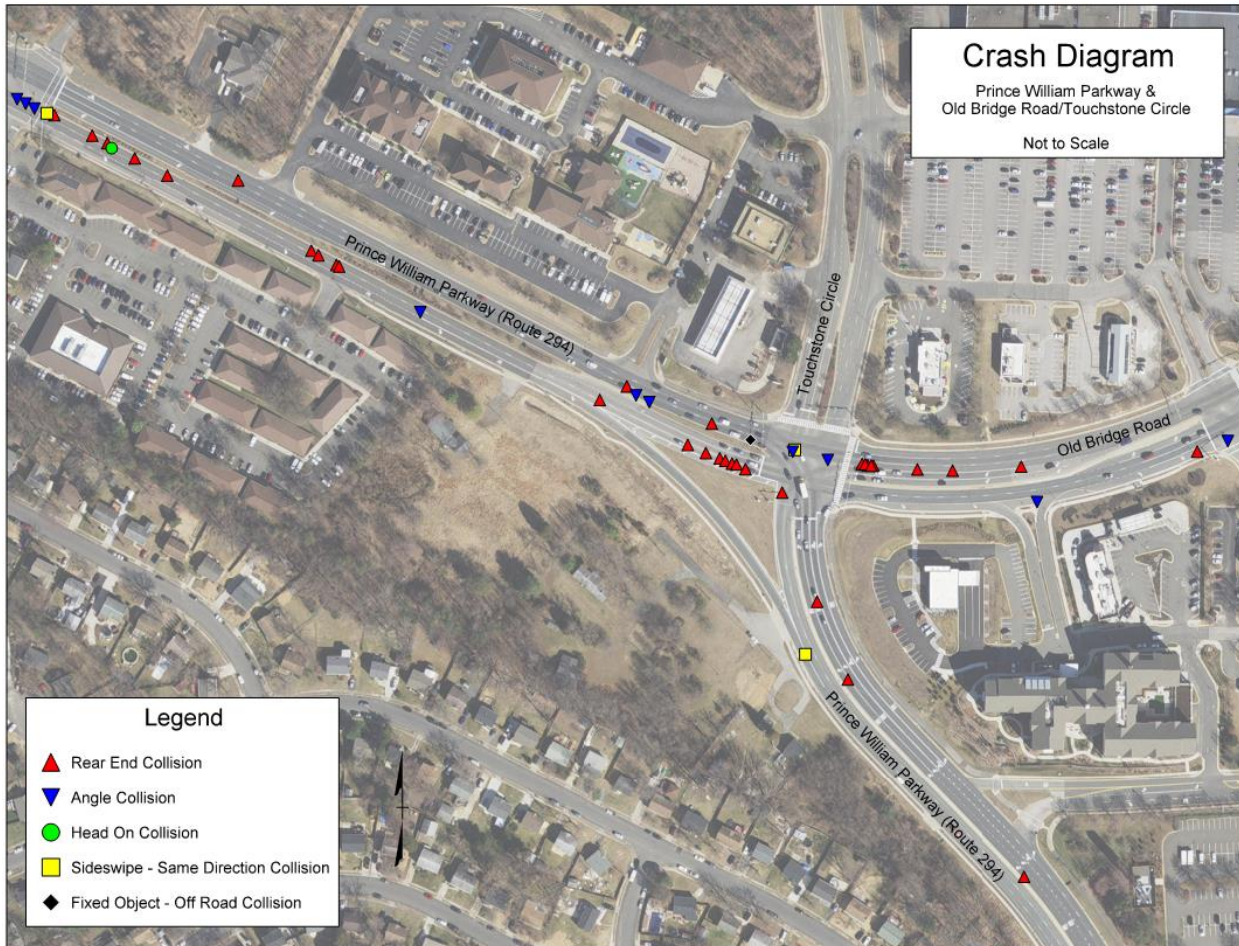 Crash Diagram
Prince William Parkway &
Old Bridge Road/Touchstone Circle
Not to Scale
Prince William Parkway (Route 294)
Touchstone Circle
Old Bridge Road
Prince William Parkway (Route 294)
Legend
Rear End Collision
Angle Collision
Head On Collision
Sideswipe - Same Direction Collision
Fixed Object - Off Road Collision